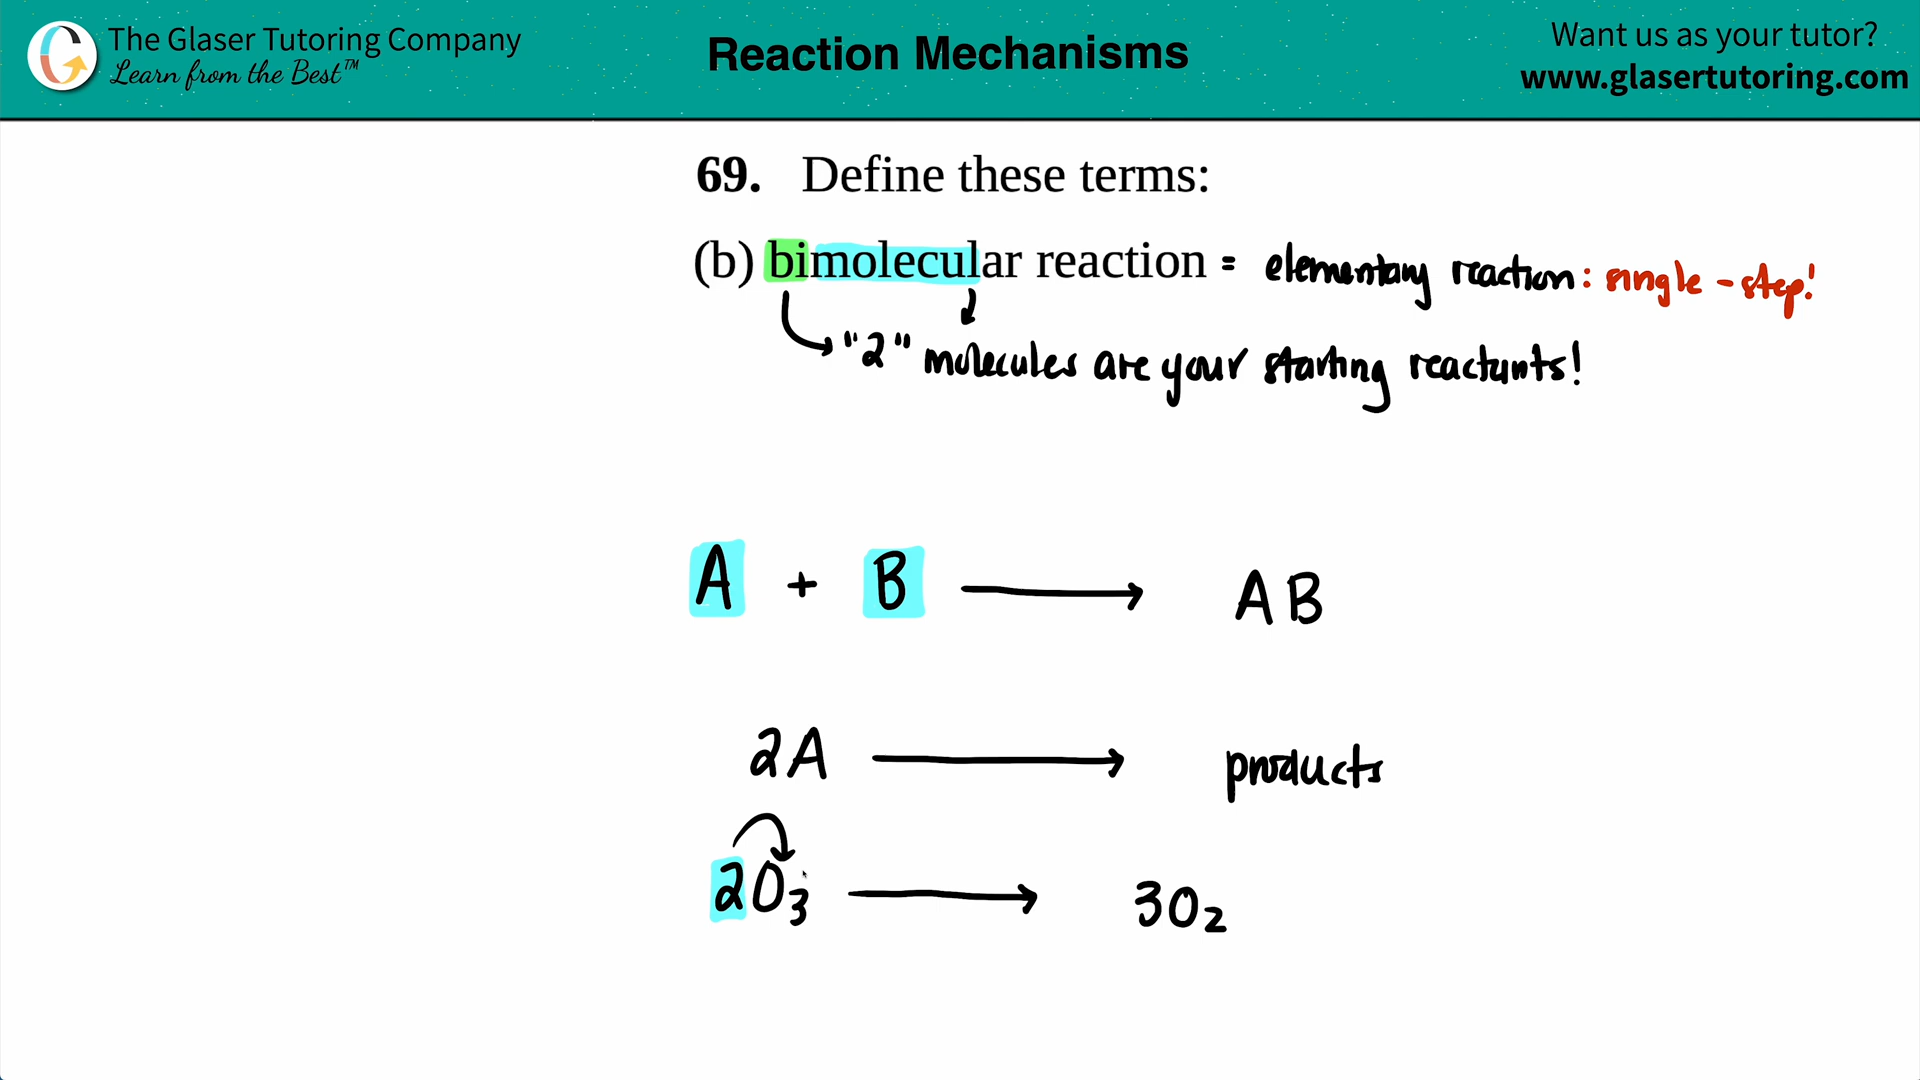 The Glaser Tutoring Company
Learn from the Best™
Reaction Mechanisms
Want us as your tutor?
www.glasertutoring.com
69. Define these terms:
(b) bimolecular reaction = elementary reaction: single-step!
"2" molecules are your starting reactants!
A + B ⟶ AB
2A ⟶ products
2O₃ ⟶ 3O₂